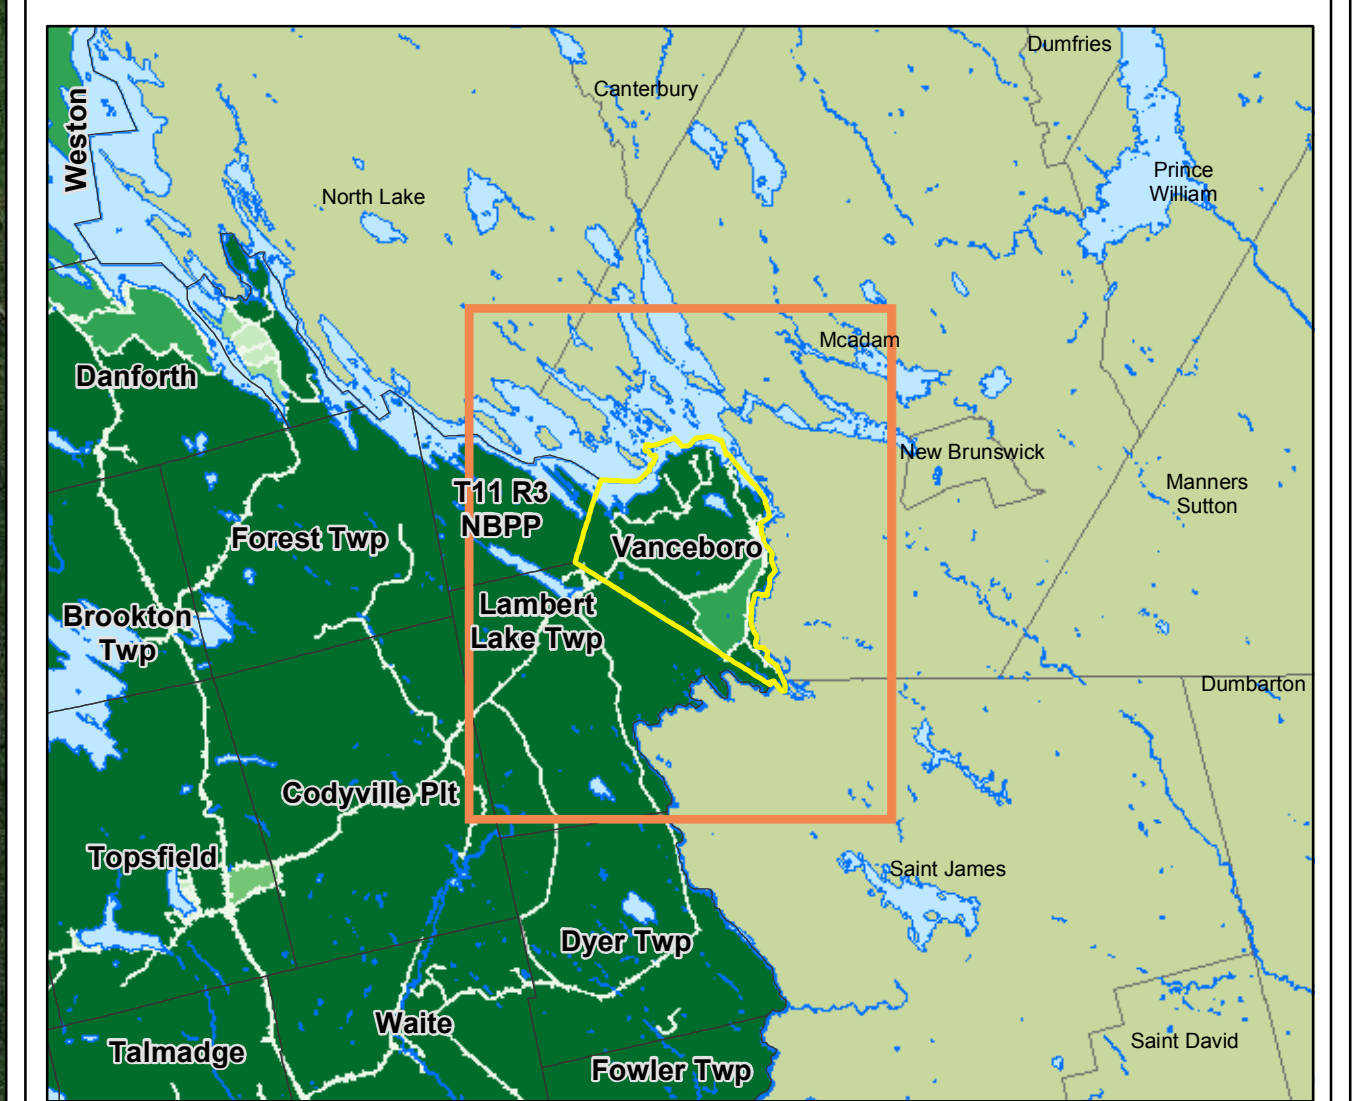 Dumfries
Canterbury
Weston
Prince
William
North Lake
Mcadam
Danforth
New Brunswick
T11 R3
NBPP
Manners
Sutton
Forest Twp
Vanceboro
Brookton
Twp
Lambert
Lake Twp
Dumbarton
Codyville Plt
Topsfield
Saint James
Dyer Twp
Waite
Talmadge
Saint David
Fowler Twp